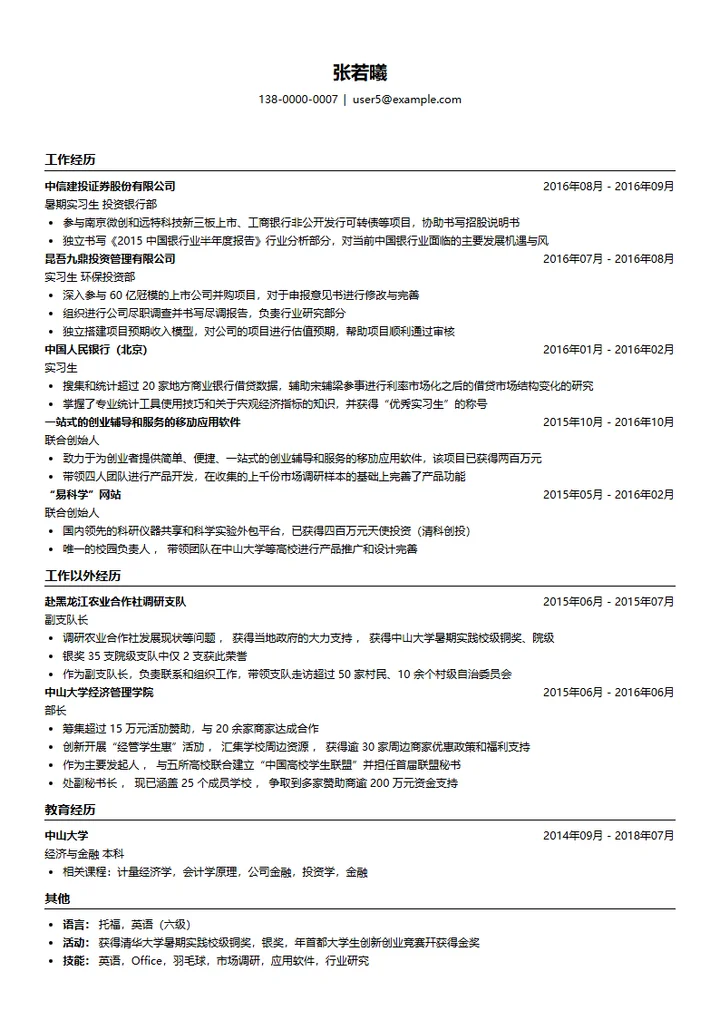 张若曦
138-0000-0007 | user5@example.com
工作经历
中信建投证券股份有限公司 2016年08月 - 2016年09月
暑期实习生 投资银行部
• 参与南京微创和远特科技新三板上市、工商银行非公开发行可转债等项目，协助书写招股说明书
• 独立书写《2015 中国银行业半年度报告》行业分析部分，对当前中国银行业面临的主要发展机遇与风
昆吾九鼎投资管理有限公司 2016年07月 - 2016年08月
实习生 环保投资部
• 深入参与 60 亿规模的上市公司并购项目，对于申报意见书进行修改与完善
• 组织进行公司尽职调查并书写尽调报告，负责行业研究部分
• 独立搭建项目预期收入模型，对公司的项目进行估值预期，帮助项目顺利通过审核
中国人民银行（北京） 2016年01月 - 2016年02月
实习生
• 搜集和统计超过 20 家地方商业银行借贷数据，辅助宋辅梁参事进行利率市场化之后的借贷市场结构变化的研究
• 掌握了专业统计工具使用技巧和关于宏观经济指标的知识，并获得“优秀实习生”的称号
一站式的创业辅导和服务的移动应用软件 2015年10月 - 2016年10月
联合创始人
• 致力于为创业者提供简单、便捷、一站式的创业辅导和服务的移动应用软件，该项目已获得两百万元
• 带领四人团队进行产品开发，在收集的上千份市场调研样本的基础上完善了产品功能
“易科学”网站 2015年05月 - 2016年02月
联合创始人
• 国内领先的科研仪器共享和科学实验外包平台，已获得四百万元天使投资（清科创投）
• 唯一的校园负责人， 带领团队在中山大学等高校进行产品推广和设计完善
工作以外经历
赴黑龙江农业合作社调研支队 2015年06月 - 2015年07月
副支队长
• 调研农业合作社发展现状等问题， 获得当地政府的大力支持， 获得中山大学暑期实践校级铜奖、院级
• 银奖 35 支院级支队中仅 2 支获此荣誉
• 作为副支队长，负责联系和组织工作，带领支队走访超过 50 家村民、10 余个村级自治委员会
中山大学经济管理学院 2015年06月 - 2016年06月
部长
• 筹集超过 15 万元活动赞助，与 20 余家商家达成合作
• 创新开展“经管学生惠”活动， 汇集学校周边资源， 获得逾 30 家周边商家优惠政策和福利支持
• 作为主要发起人， 与五所高校联合建立“中国高校学生联盟”并担任首届联盟秘书
• 处副秘书长， 现已涵盖 25 个成员学校， 争取到多家赞助商逾 200 万元资金支持
教育经历
中山大学 2014年09月 - 2018年07月
经济与金融 本科
• 相关课程：计量经济学，会计学原理，公司金融，投资学，金融
其他
• 语言： 托福，英语（六级）
• 活动： 获得清华大学暑期实践校级铜奖，银奖，年首都大学生创新创业竞赛开获得金奖
• 技能： 英语，Office，羽毛球，市场调研，应用软件，行业研究